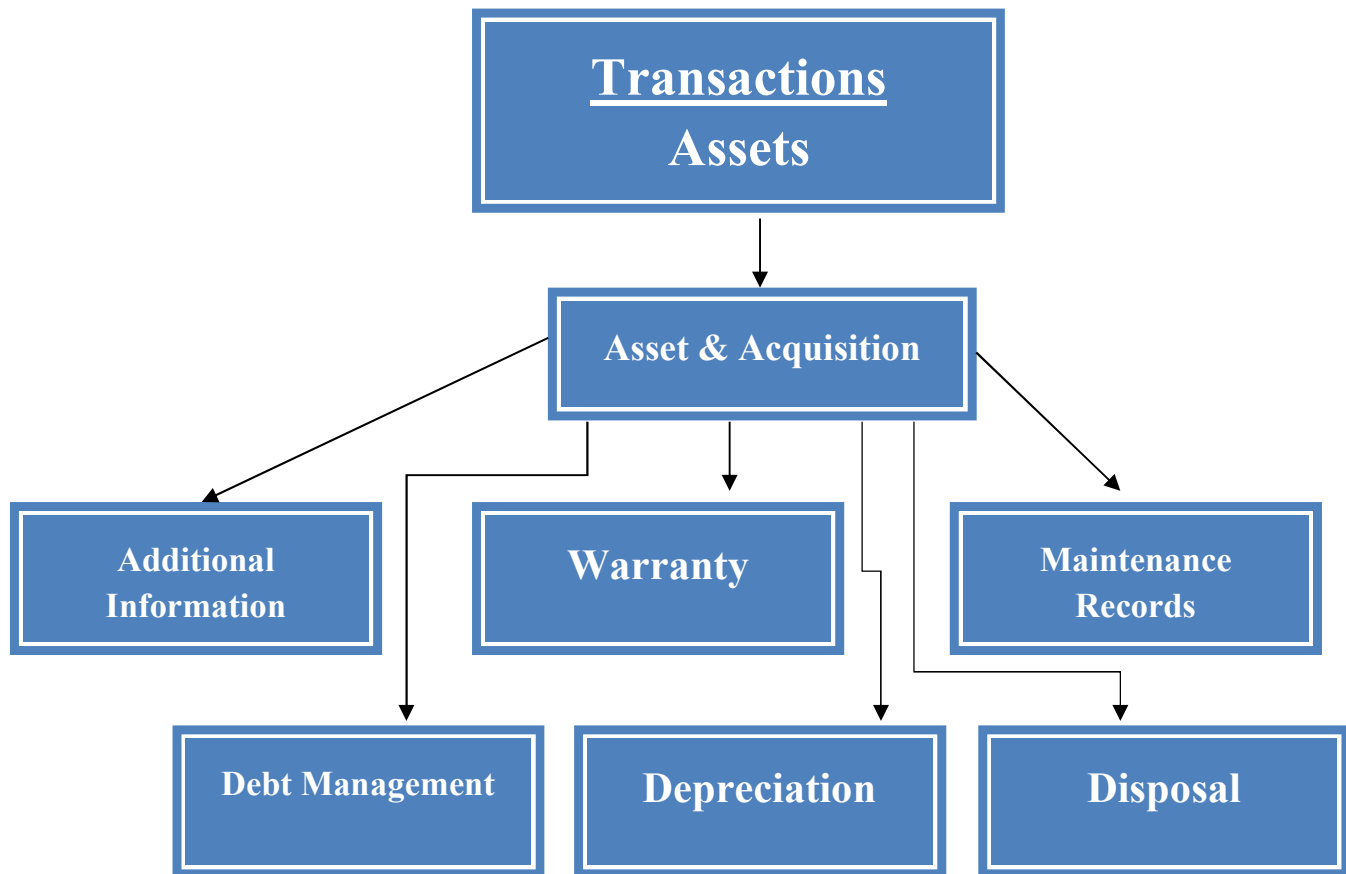 Transactions
Assets
Asset & Acquisition
Additional
Information
Warranty
Maintenance
Records
Debt Management
Depreciation
Disposal